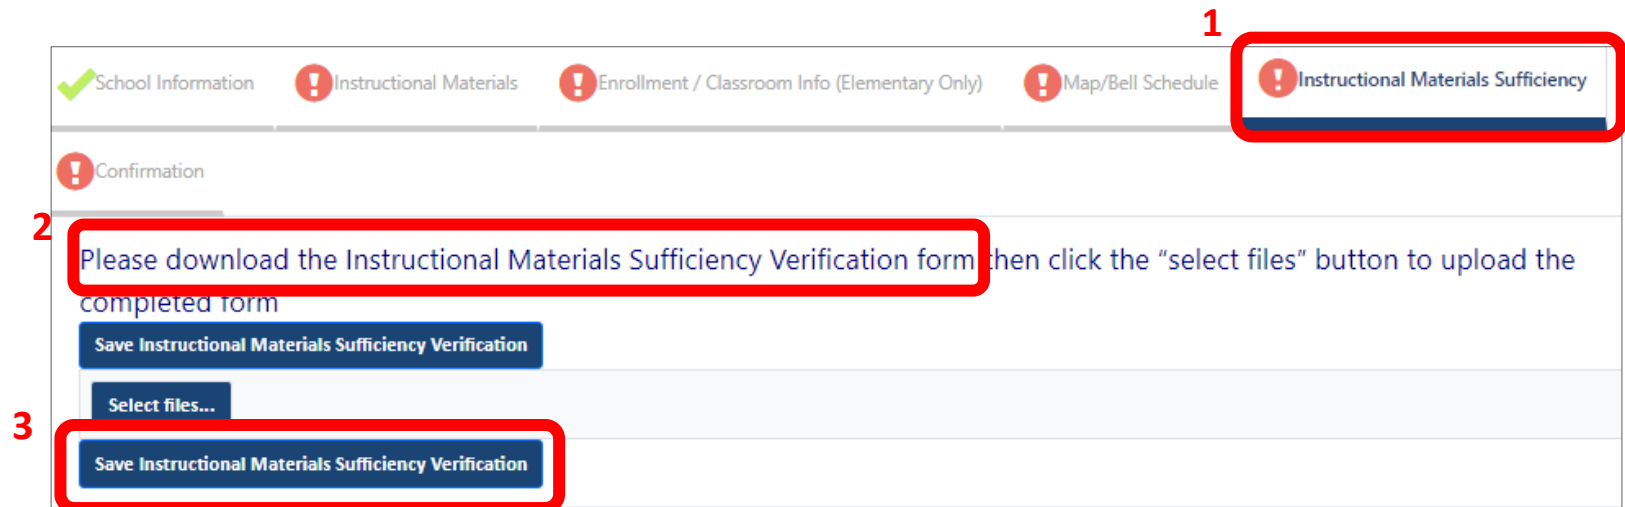 1
School Information Instructional Materials Enrollment / Classroom Info (Elementary Only) Map/Bell Schedule Instructional Materials Sufficiency
Confirmation
2
Please download the Instructional Materials Sufficiency Verification form then click the “select files” button to upload the
completed form
Save Instructional Materials Sufficiency Verification
Select files...
3
Save Instructional Materials Sufficiency Verification